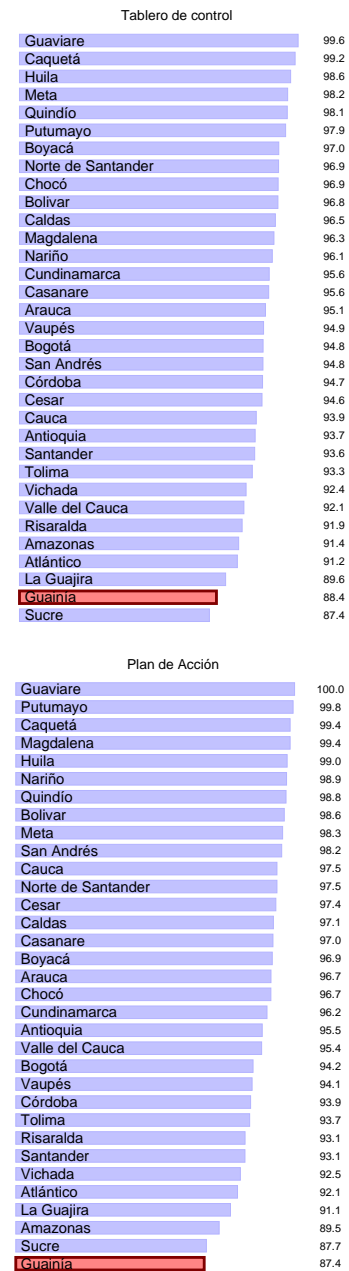 Tablero de control
Guaviare 99.6
Caquetá 99.2
Huila 98.6
Meta 98.2
Quindío 98.1
Putumayo 97.9
Boyacá 97.0
Norte de Santander 96.9
Chocó 96.9
Bolivar 96.8
Caldas 96.5
Magdalena 96.3
Nariño 96.1
Cundinamarca 95.6
Casanare 95.6
Arauca 95.1
Vaupés 94.9
Bogotá 94.8
San Andrés 94.8
Córdoba 94.7
Cesar 94.6
Cauca 93.9
Antioquia 93.7
Santander 93.6
Tolima 93.3
Vichada 92.4
Valle del Cauca 92.1
Risaralda 91.9
Amazonas 91.4
Atlántico 91.2
La Guajira 89.6
Guainía 88.4
Sucre 87.4
Plan de Acción
Guaviare 100.0
Putumayo 99.8
Caquetá 99.4
Magdalena 99.4
Huila 99.0
Nariño 98.9
Quindío 98.8
Bolivar 98.6
Meta 98.3
San Andrés 98.2
Cauca 97.5
Norte de Santander 97.5
Cesar 97.4
Caldas 97.1
Casanare 97.0
Boyacá 96.9
Arauca 96.7
Chocó 96.7
Cundinamarca 96.2
Antioquia 95.5
Valle del Cauca 95.4
Bogotá 94.2
Vaupés 94.1
Córdoba 93.9
Tolima 93.7
Risaralda 93.1
Santander 93.1
Vichada 92.5
Atlántico 92.1
La Guajira 91.1
Amazonas 89.5
Sucre 87.7
Guainía 87.4